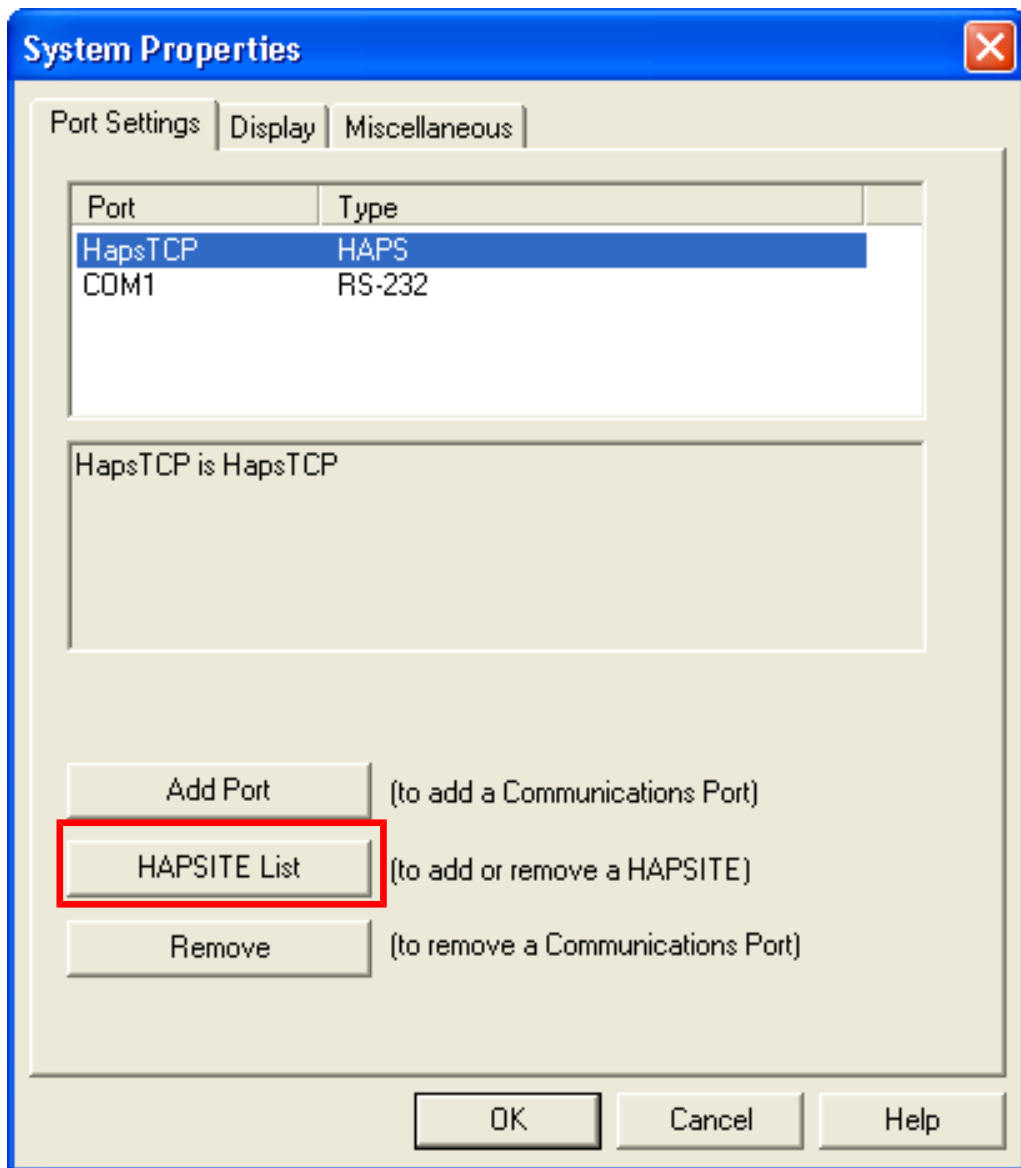 System Properties
Port Settings Display Miscellaneous
Port Type
HapsTCP HAPS
COM1 RS-232
HapsTCP is HapsTCP
Add Port (to add a Communications Port)
HAPSITE List (to add or remove a HAPSITE)
Remove (to remove a Communications Port)
OK Cancel Help